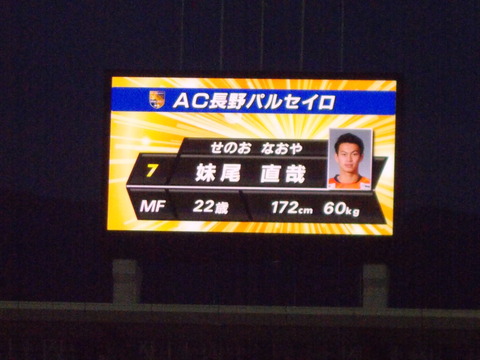 AC長野パルセイロ
せのお なおや
7 妹尾 直哉
MF 22歳 172cm 60kg